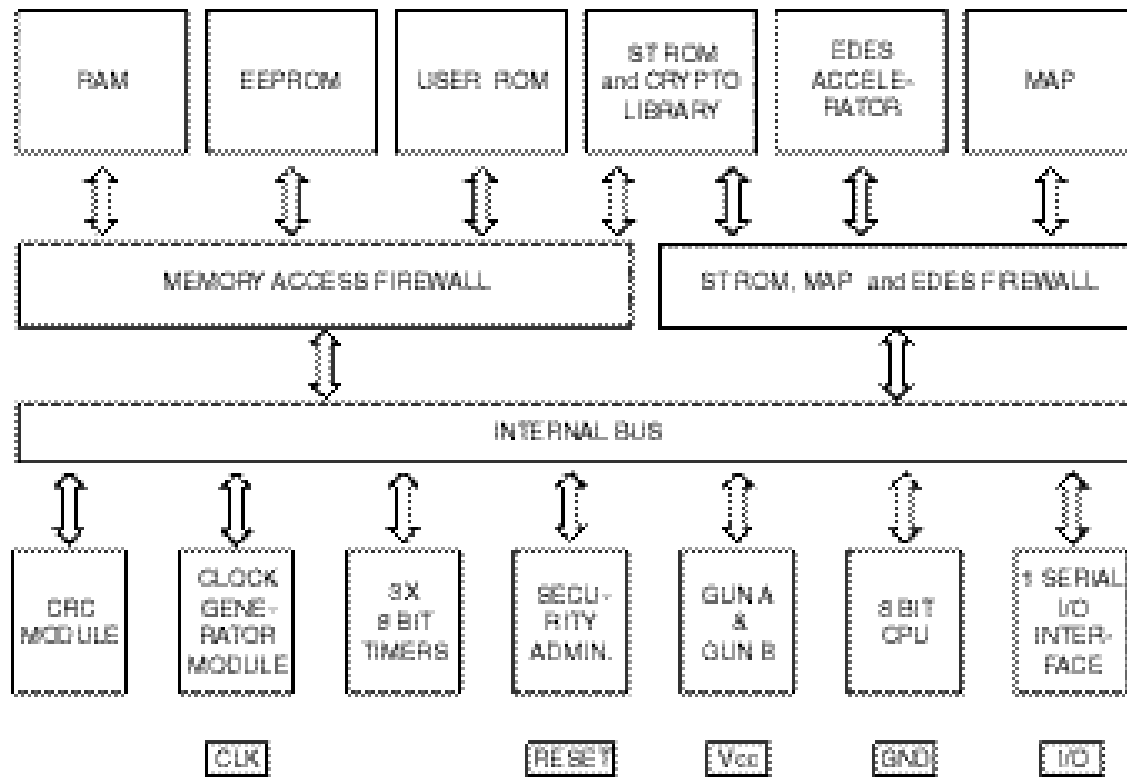 RAM
EEPROM
USER ROM
ST ROM
and CRYPTO
LIBRARY
EDES
ACCELE-
RATOR
MAP
MEMORY ACCESS FIREWALL
ST ROM, MAP and EDES FIREWALL
INTERNAL BUS
CRC
MODULE
CLOCK
GENE-
RATOR
MODULE
3X
8 BIT
TIMERS
SECU-
RITY
ADMIN.
GUN A
&
GUN B
8 BIT
CPU
1 SERIAL
I/O
INTER-
FACE
CLK
RESET
Vcc
GND
I/O